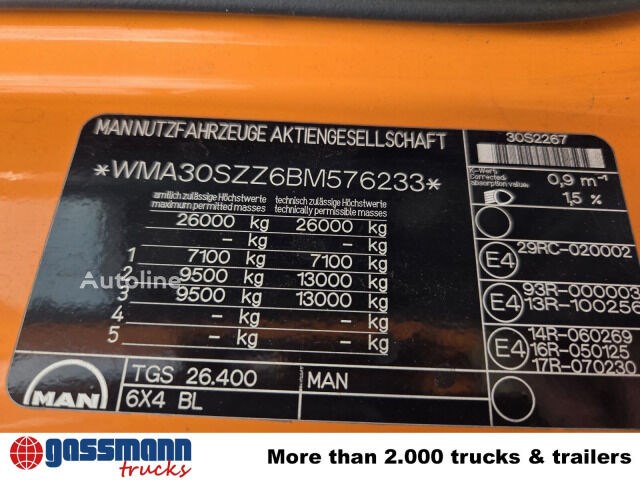 MAN NUTZFAHRZEUGE AKTIENGESELLSCHAFT
30S2267
*WMA30SZZ6BM576233*
K-Wert:
Corrected
absorption value:
0,9 m⁻¹
1,5 %
amtlich zulässige Höchstwerte
maximum permitted masses
technisch zulässige Höchstwerte
technically permissible masses
26000 kg 26000 kg
- kg - kg
1 7100 kg 7100 kg
2 9500 kg 13000 kg
3 9500 kg 13000 kg
4 - kg - kg
5 - kg - kg
E4 29RC-020002
E4 93R-000003
13R-100256
E4 14R-060269
16R-050125
17R-070230
MAN
TGS 26.400 MAN
6X4 BL
Autoline
gassmann
trucks
More than 2.000 trucks & trailers